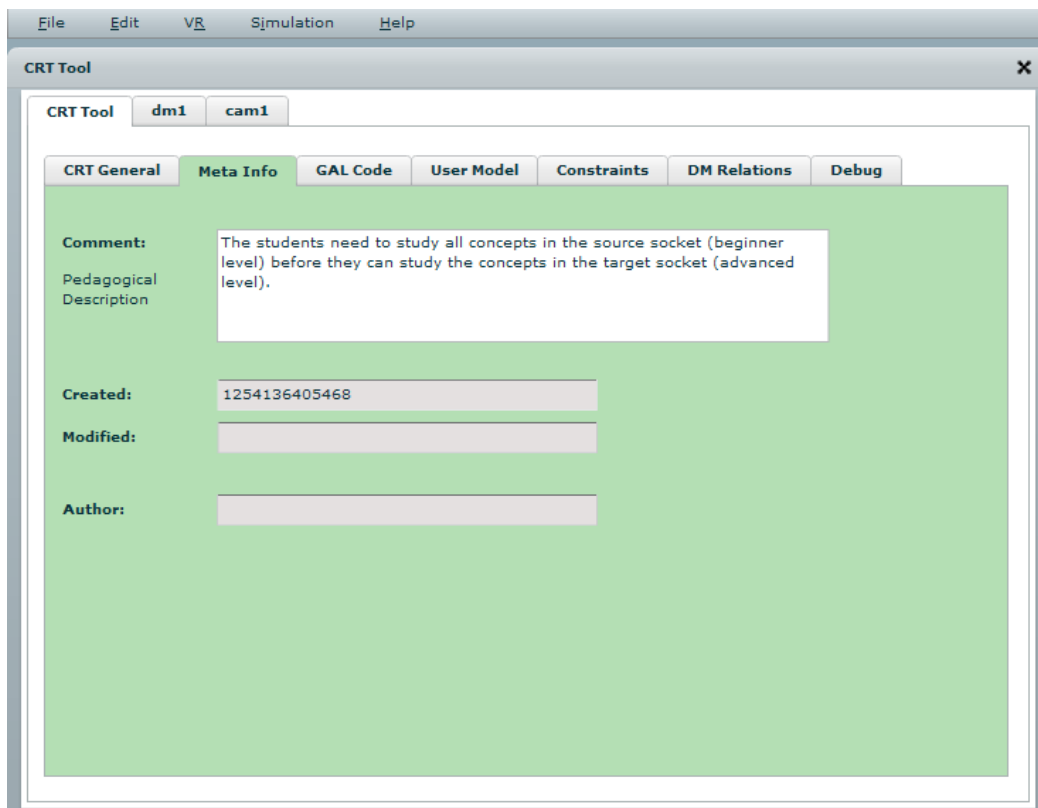 File Edit VR Simulation Help
CRT Tool
CRT Tool dm1 cam1
CRT General Meta Info GAL Code User Model Constraints DM Relations Debug
Comment: The students need to study all concepts in the source socket (beginner
level) before they can study the concepts in the target socket (advanced
level).
Pedagogical
Description
Created: 1254136405468
Modified:
Author: